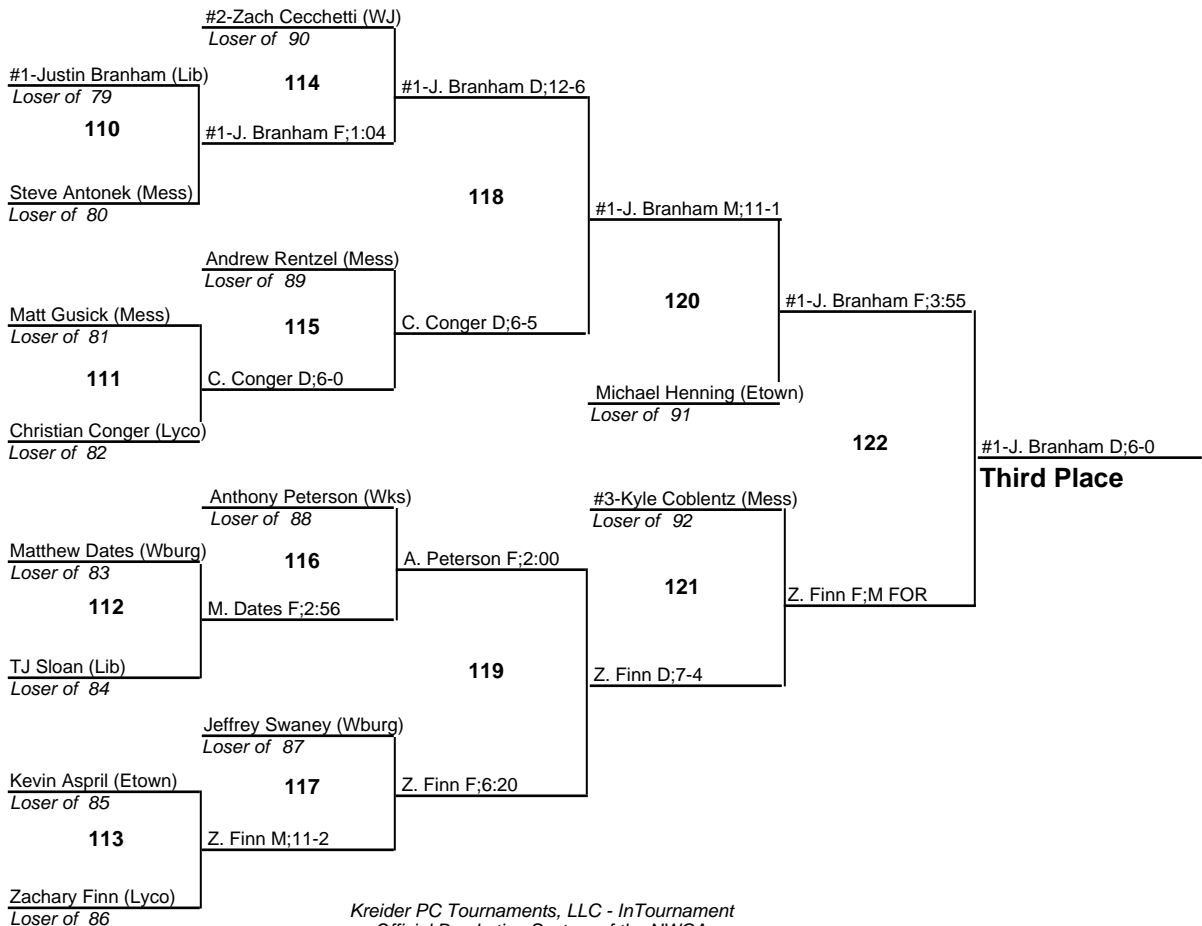 #2-Zach Cecchetti (WJ)
Loser of 90
#1-Justin Branham (Lib)
Loser of 79
114
#1-J. Branham D;12-6
110
#1-J. Branham F;1:04
Steve Antonek (Mess)
Loser of 80
118
#1-J. Branham M;11-1
Andrew Rentzel (Mess)
Loser of 89
120
#1-J. Branham F;3:55
Matt Gusick (Mess)
Loser of 81
115
C. Conger D;6-5
111
C. Conger D;6-0
Michael Henning (Etown)
Loser of 91
Christian Conger (Lyco)
Loser of 82
122
#1-J. Branham D;6-0
Third Place
Anthony Peterson (Wks)
Loser of 88
#3-Kyle Coblentz (Mess)
Loser of 92
Matthew Dates (Wburg)
Loser of 83
116
A. Peterson F;2:00
121
Z. Finn F;M FOR
112
M. Dates F;2:56
TJ Sloan (Lib)
Loser of 84
119
Z. Finn D;7-4
Jeffrey Swaney (Wburg)
Loser of 87
Kevin Aspril (Etown)
Loser of 85
117
Z. Finn F;6:20
113
Z. Finn M;11-2
Zachary Finn (Lyco)
Loser of 86
Kreider PC Tournaments, LLC - InTournament